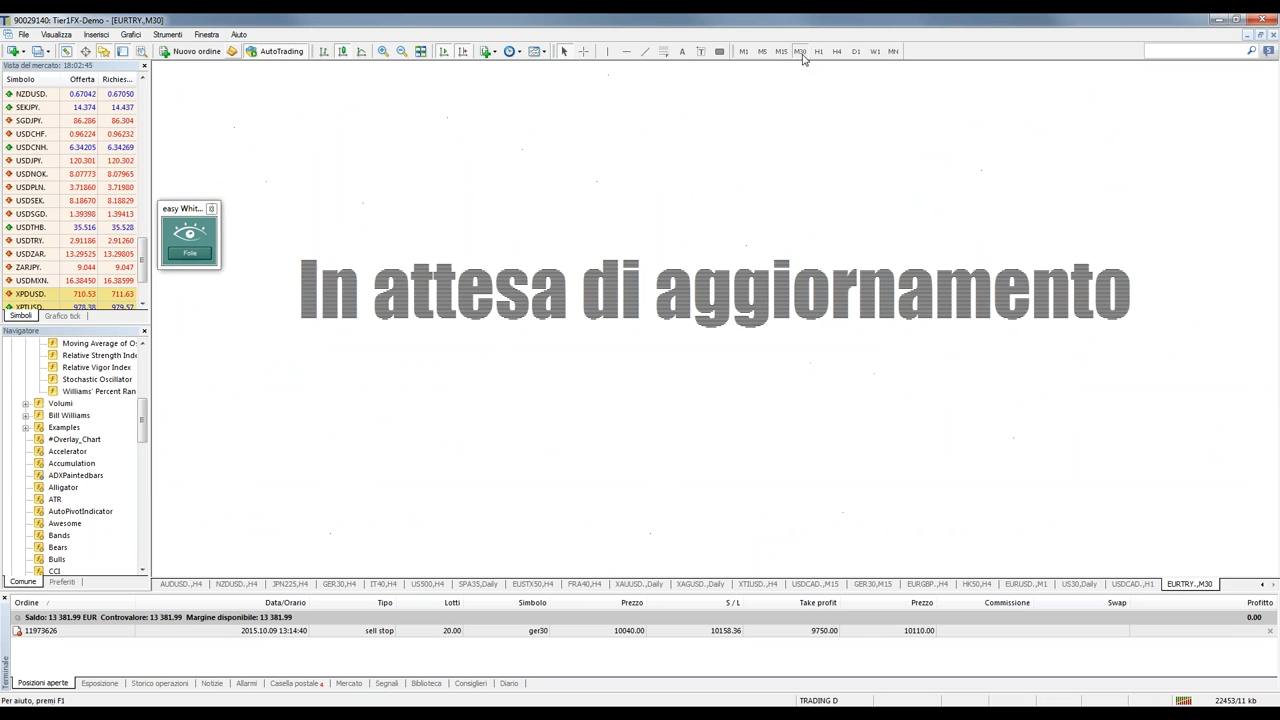 90029140: Tier1FX-Demo - [EURTRY.,M30]
File Visualizza Inserisci Grafici Strumenti Finestra Aiuto
Nuovo ordine AutoTrading A T M5 M15 M30 H1 H4 D1 W1 MN
Vista del mercato: 18:02:45
Simbolo Offerta Richies...
NZDUSD. 0.67042 0.67050
SEKJPY. 14.374 14.437
SGDJPY. 86.286 86.304
USDCHF. 0.96224 0.96232
USDCNH. 6.34205 6.34269
USDJPY. 120.301 120.302
USDNOK. 8.07773 8.07965
USDPLN. 3.71860 3.71980
USDSEK. 8.18670 8.18829
USDSGD. 1.39398 1.39413
USDTHB. 35.516 35.528
USDTRY. 2.91186 2.91260
USDZAR. 13.29525 13.29805
ZARJPY. 9.044 9.047
USDMXN. 16.38450 16.38599
XPDUSD. 710.53 711.63
XPTUSD. 978.38 979.57
Simboli Grafico tick
easy Whit...
Folie
In attesa di aggiornamento
Navigatore
Moving Average of Os
Relative Strength Inde
Relative Vigor Index
Stochastic Oscillator
Williams' Percent Ran
Volumi
Bill Williams
Examples
#Overlay_Chart
Accelerator
Accumulation
ADXPaintedbars
Alligator
ATR
AutoPivotIndicator
Awesome
Bands
Bears
Bulls
CCI
Comune Preferiti
AUDUSD.,H4 NZDUSD.,H4 JPN225,H4 GER30,H4 IT40,H4 US500,H4 SPA35,Daily EUSTX50,H4 FRA40,H4 XAUUSD.,Daily XAGUSD.,Daily XTIUSD.,H4 USDCAD.,M15 GER30,M15 EURGBP.,H4 HK50,H4 EURUSD.,M1 US30,Daily USDCAD.,H1 EURTRY.,M30
Ordine / Data/Orario Tipo Lotti Simbolo Prezzo S / L Take profit Prezzo Commissione Swap Profitto
Saldo: 13 381.99 EUR Controvalore: 13 381.99 Margine disponibile: 13 381.99 0.00
11973626 2015.10.09 13:14:40 sell stop 20.00 ger30 10040.00 10158.36 9750.00 10110.00
Terminale
Posizioni aperte Esposizione Storico operazioni Notizie Allarmi Casella postale 4 Mercato Segnali Biblioteca Consiglieri Diario
Per aiuto, premi F1 TRADING D 22453/11 kb